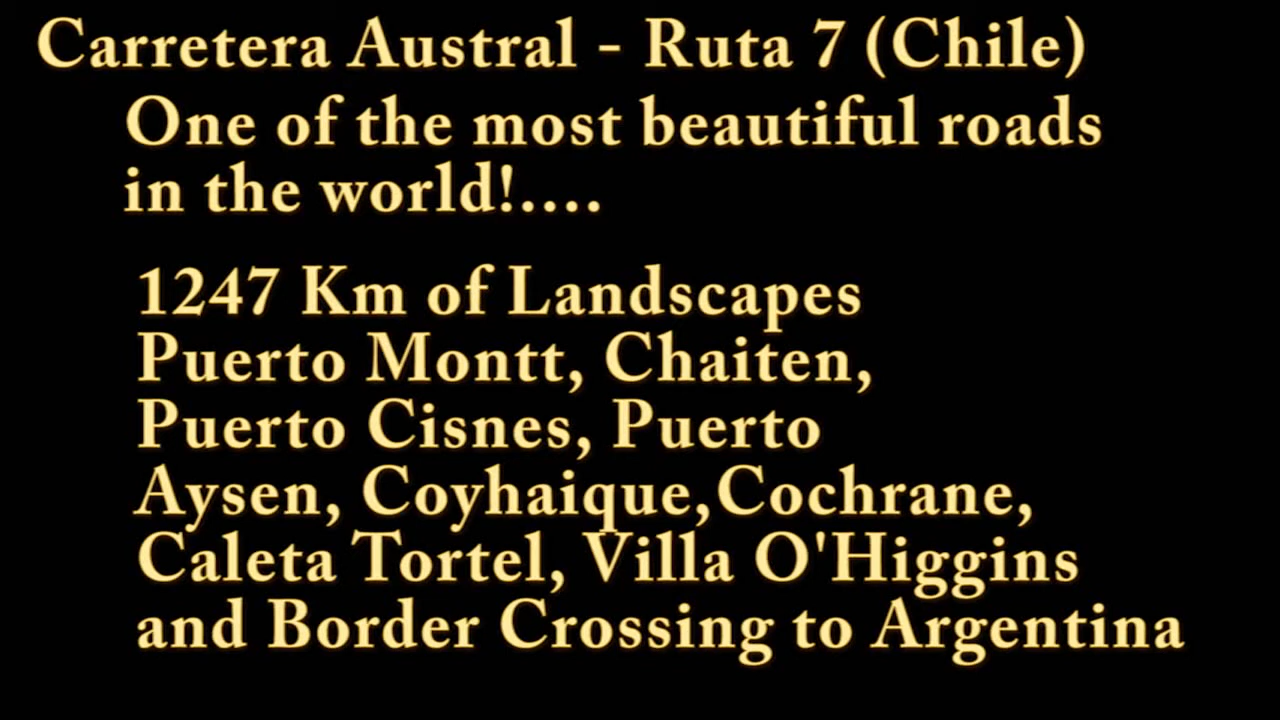 Carretera Austral - Ruta 7 (Chile)
One of the most beautiful roads
in the world!....
1247 Km of Landscapes
Puerto Montt, Chaiten,
Puerto Cisnes, Puerto
Aysen, Coyhaique,Cochrane,
Caleta Tortel, Villa O'Higgins
and Border Crossing to Argentina